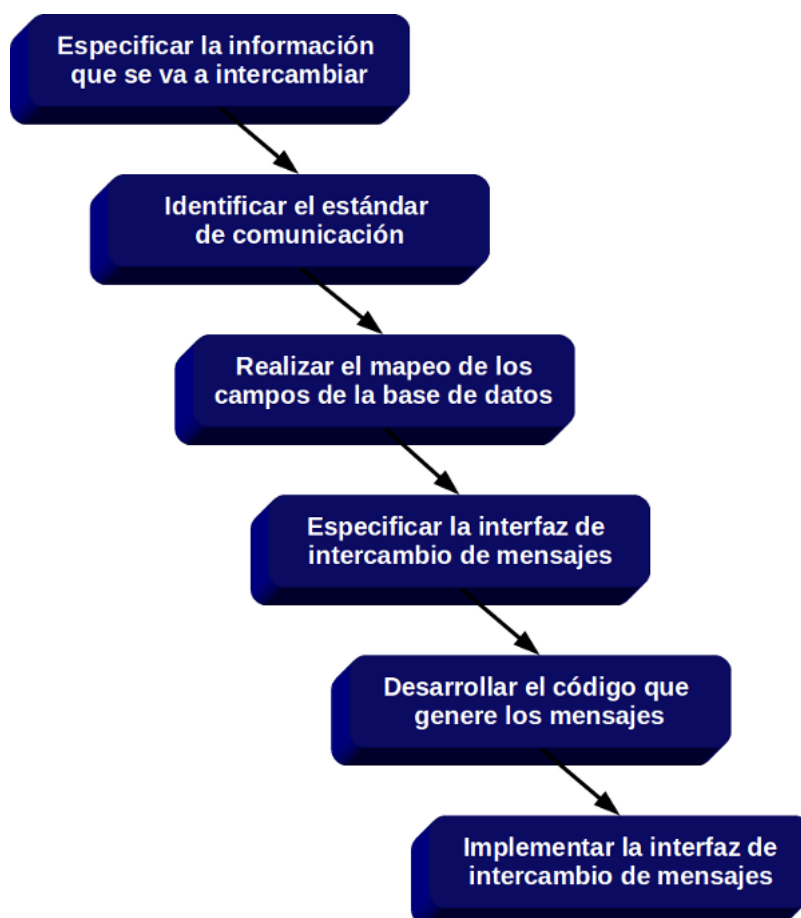 Especificar la información
que se va a intercambiar
Identificar el estándar
de comunicación
Realizar el mapeo de los
campos de la base de datos
Especificar la interfaz de
intercambio de mensajes
Desarrollar el código que
genere los mensajes
Implementar la interfaz de
intercambio de mensajes